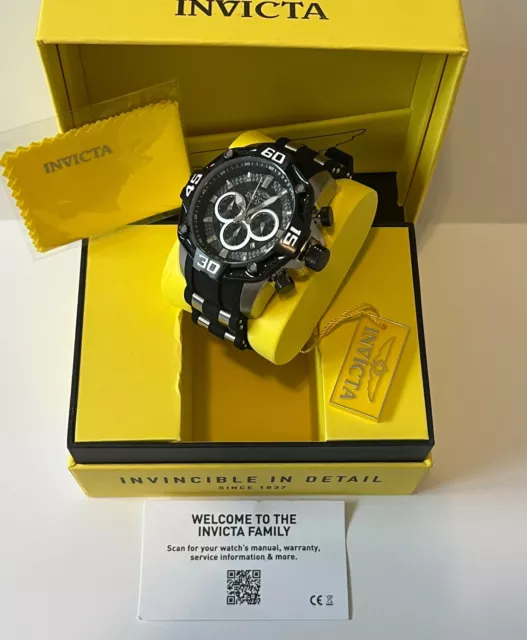 INVICTA
INVICTA
60
45
15
30
INVICTA
INVINCIBLE IN DETAIL
SINCE 1837
WELCOME TO THE
INVICTA FAMILY
Scan for your watch's manual, warranty,
service information & more.
CE